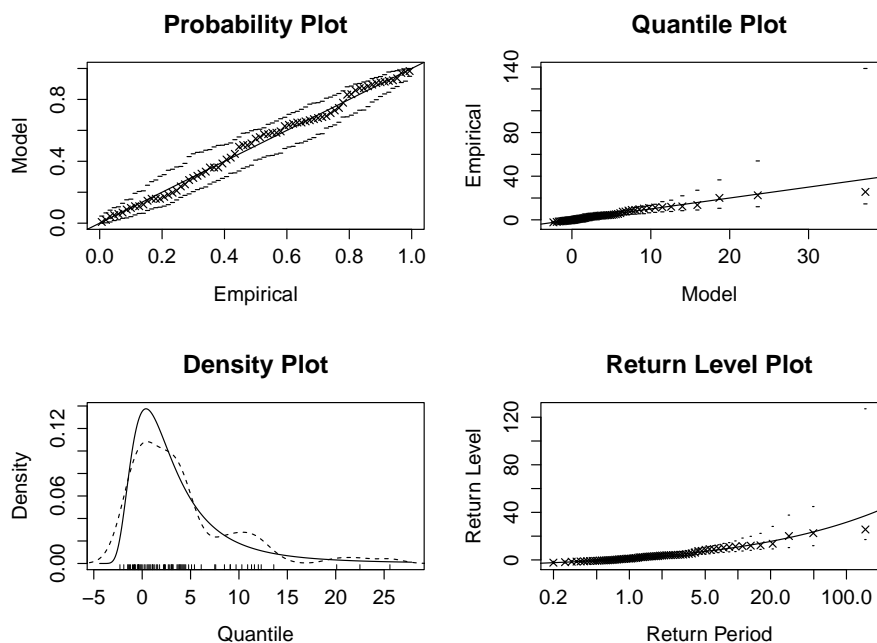 Probability Plot
Model
0.0 0.4 0.8
0.0 0.2 0.4 0.6 0.8 1.0
Empirical
Quantile Plot
Empirical
0 40 80 140
0 10 20 30
Model
Density Plot
Density
0.00 0.06 0.12
-5 0 5 10 15 20 25
Quantile
Return Level Plot
Return Level
0 40 80 120
0.2 1.0 5.0 20.0 100.0
Return Period